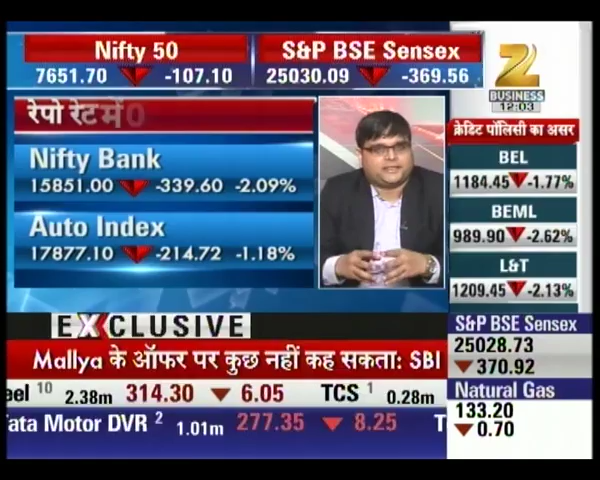 Nifty 50
7651.70 -107.10
S&P BSE Sensex
25030.09 -369.56
Z
BUSINESS
12:03
रेपो रेट में 0
Nifty Bank
15851.00 -339.60 -2.09%
Auto Index
17877.10 -214.72 -1.18%
क्रेडिट पॉलिसी का असर
BEL
1184.45 -1.77%
BEML
989.90 -2.62%
L&T
1209.45 -2.13%
S&P BSE Sensex
25028.73
370.92
Natural Gas
133.20
0.70
EXCLUSIVE
Mallya के ऑफर पर कुछ नहीं कह सकता: SBI
eel 10 2.38m 314.30 6.05 TCS 1 0.28m
Tata Motor DVR 2 1.01m 277.35 8.25 T